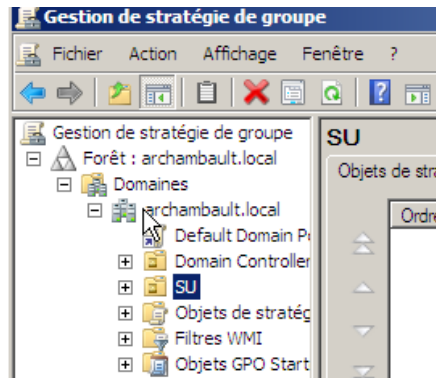 Gestion de stratégie de groupe
Fichier Action Affichage Fenêtre ?
Gestion de stratégie de groupe
Forêt : archambault.local
Domaines
archambault.local
Default Domain P
Domain Controller
SU
Objets de stratég
Filtres WMI
Objets GPO Start
SU
Objets de stra
Ordre